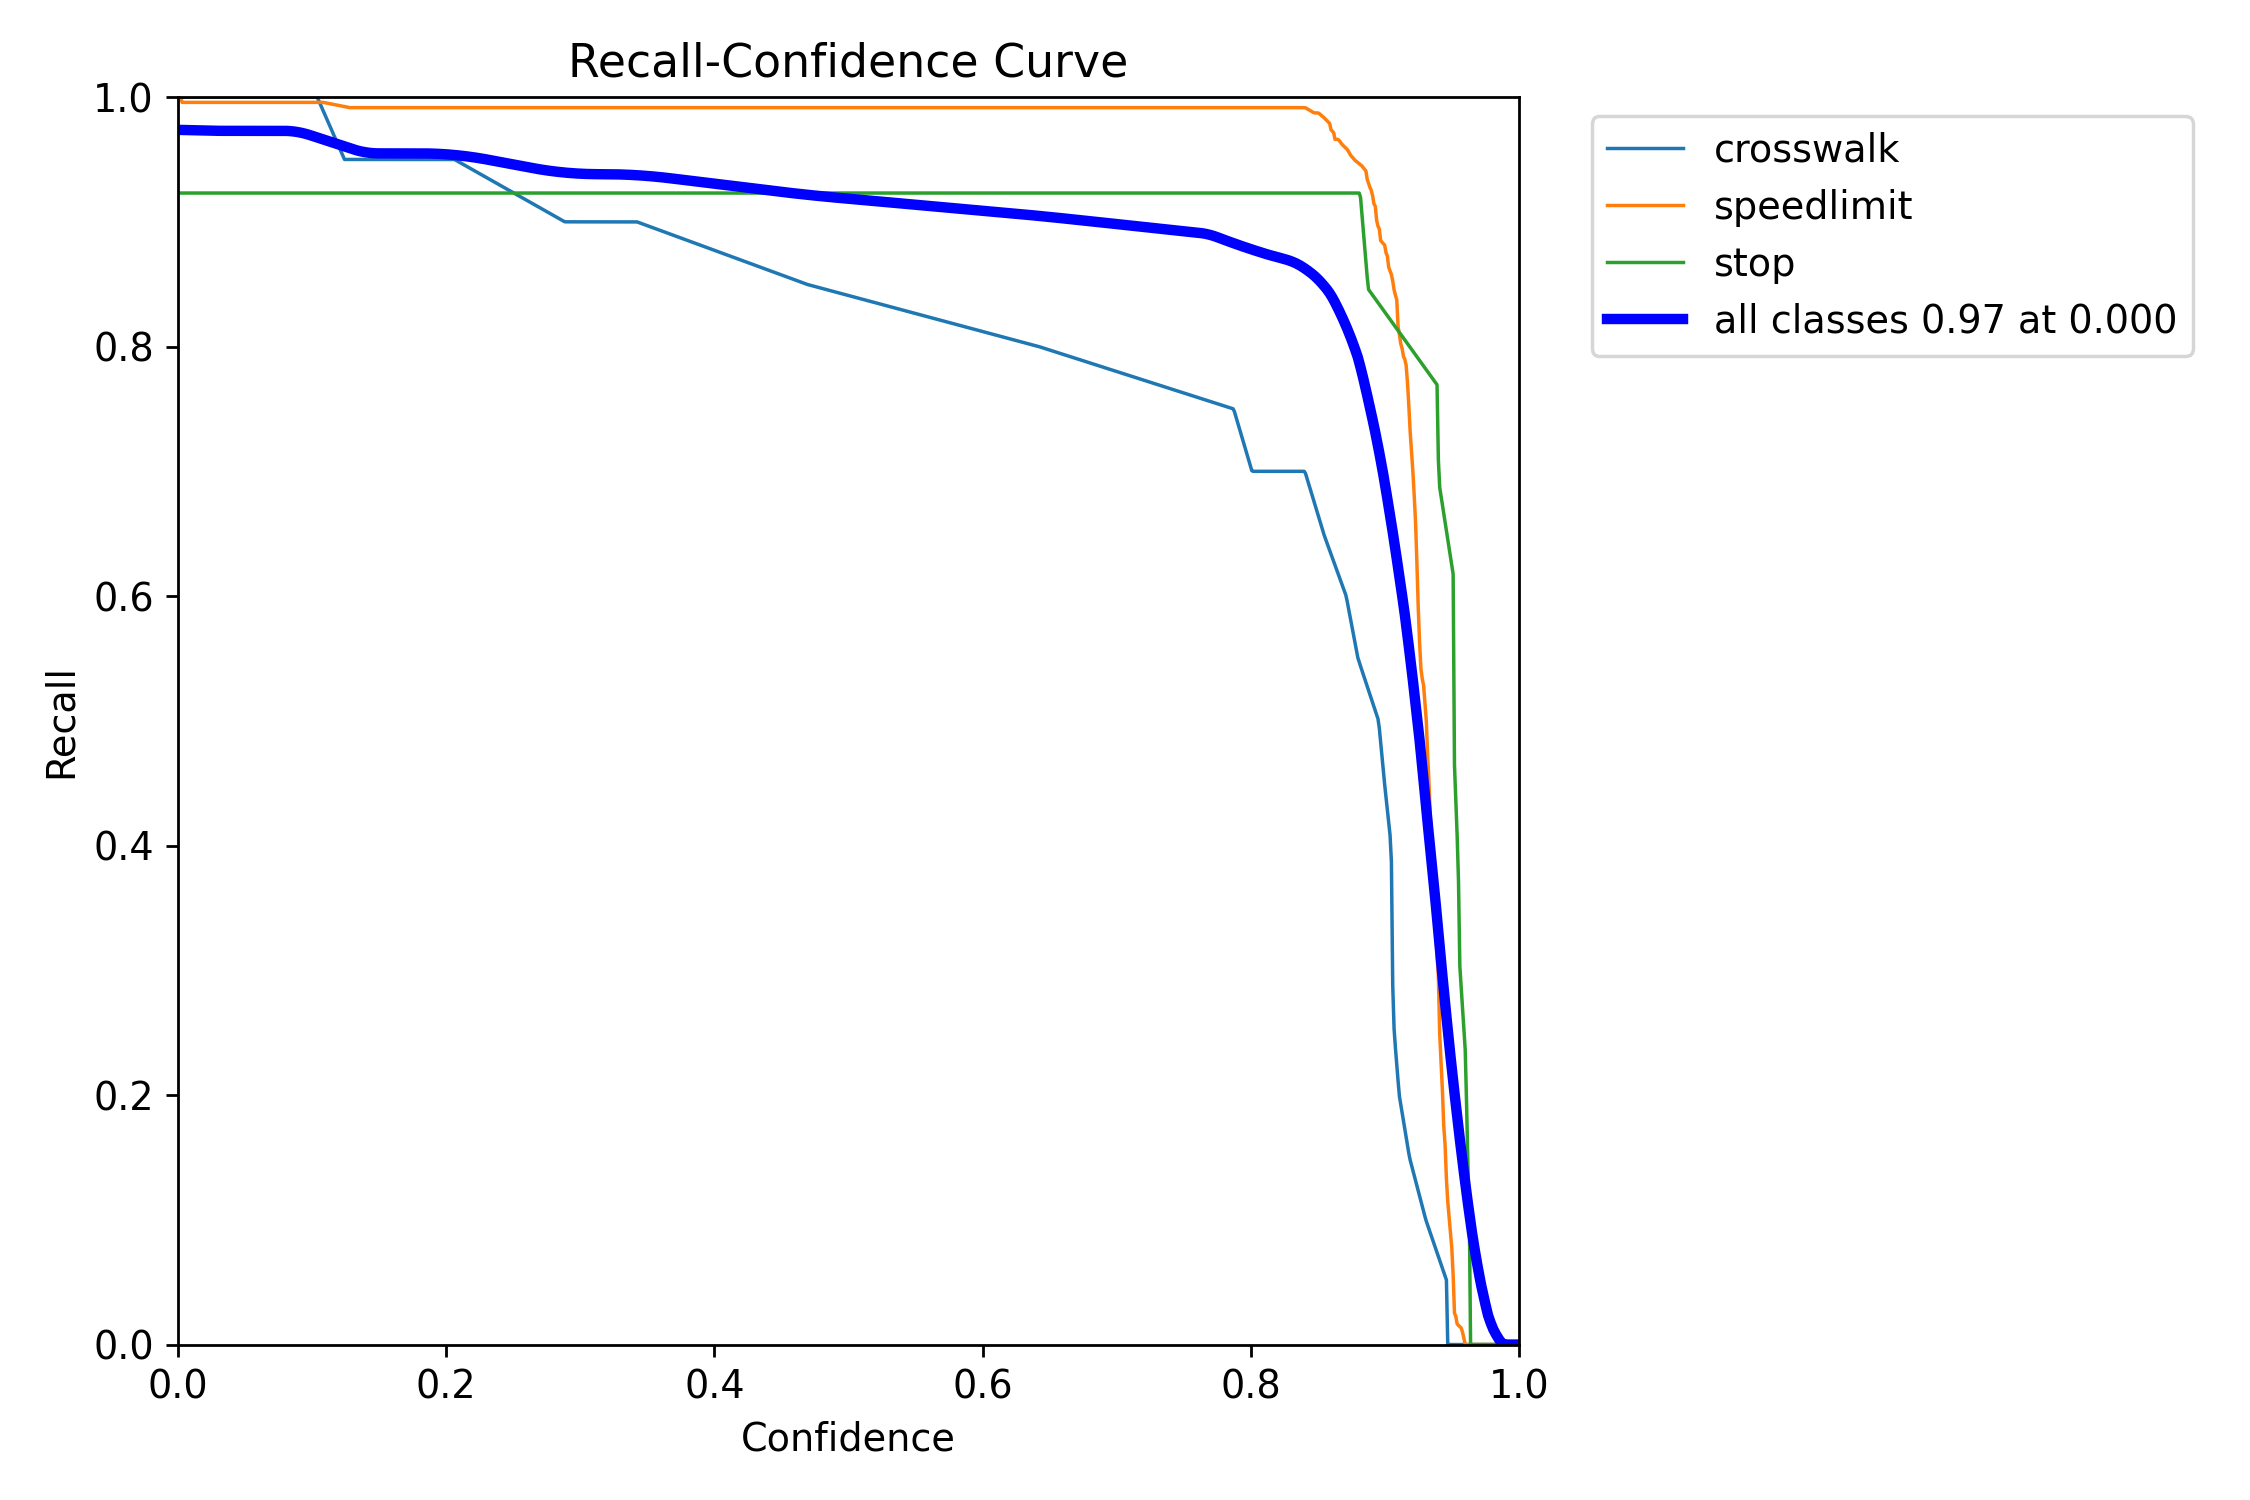 Recall-Confidence Curve
1.0
0.8
0.6
0.4
0.2
0.0
Recall
0.0 0.2 0.4 0.6 0.8 1.0
Confidence
crosswalk
speedlimit
stop
all classes 0.97 at 0.000